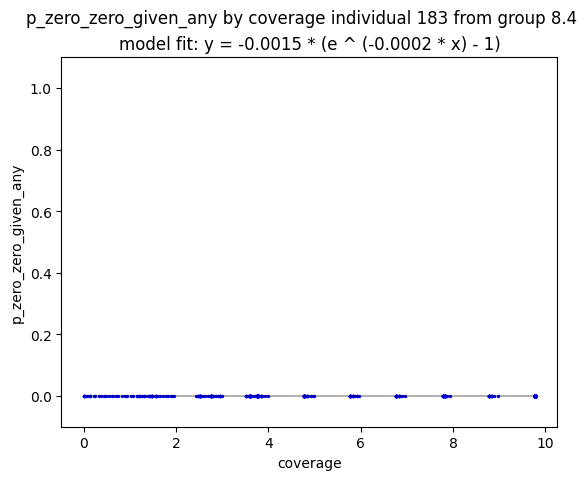 p_zero_zero_given_any by coverage individual 183 from group 8.4
model fit: y = -0.0015 * (e ^ (-0.0002 * x) - 1)
1.0
0.8
0.6
0.4
0.2
0.0
p_zero_zero_given_any
0 2 4 6 8 10
coverage